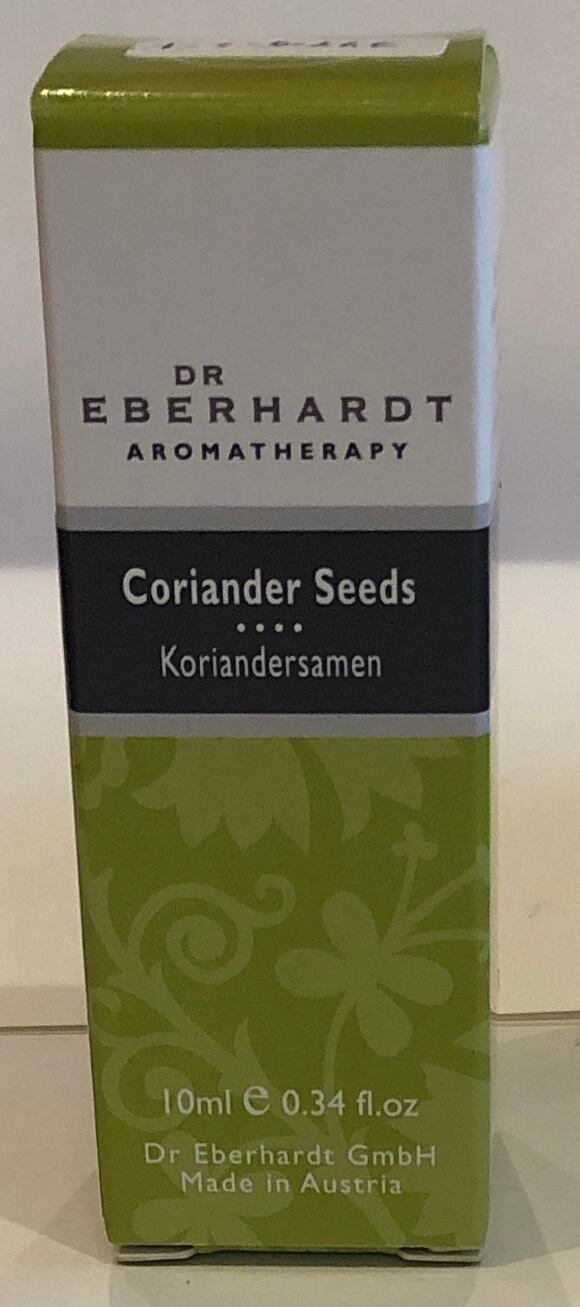 DR
EBERHARDT
AROMATHERAPY
Coriander Seeds
Koriandersamen
10ml e 0.34 fl.oz
Dr Eberhardt GmbH
Made in Austria